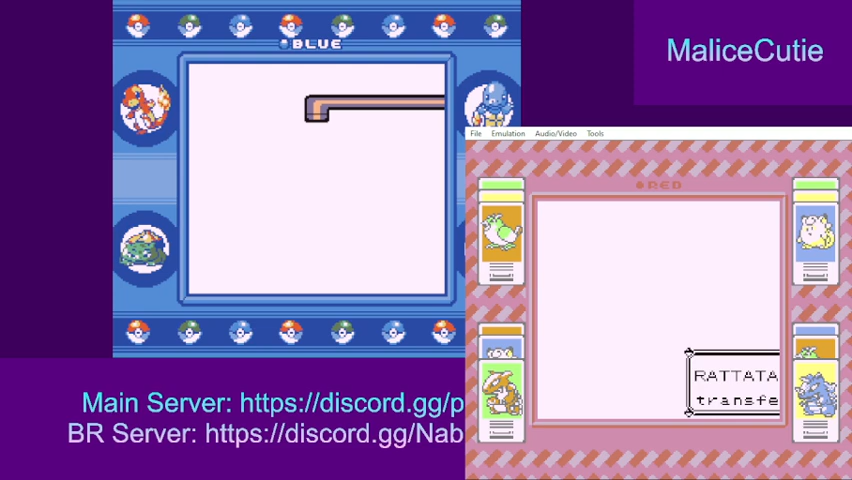 BLUE
MaliceCutie
File Emulation Audio/Video Tools
RED
RATTATA
transfe
Main Server: https://discord.gg/p
BR Server: https://discord.gg/Nab